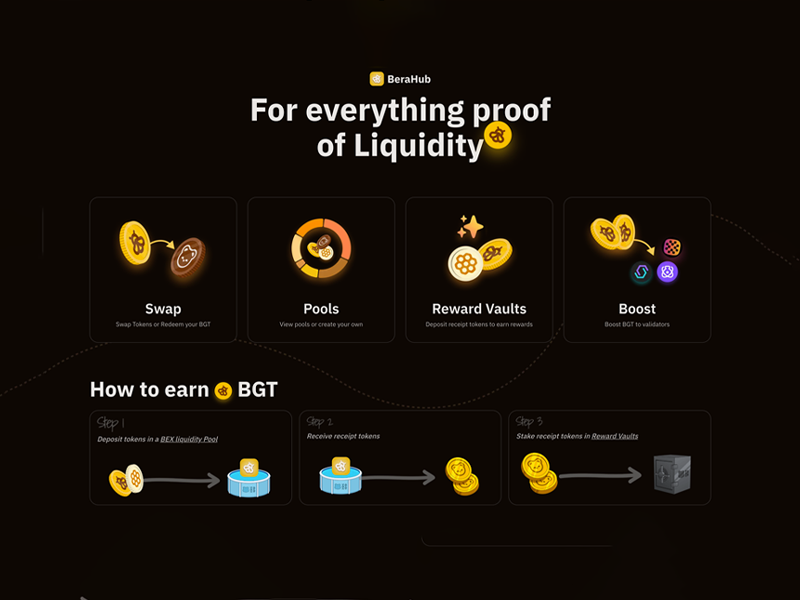 BeraHub
For everything proof
of Liquidity
Swap
Swap Tokens or Redeem your BGT
Pools
View pools or create your own
Reward Vaults
Deposit receipt tokens to earn rewards
Boost
Boost BGT to validators
How to earn BGT
Step 1
Deposit tokens in a BEX liquidity Pool
Step 2
Receive receipt tokens
Step 3
Stake receipt tokens in Reward Vaults